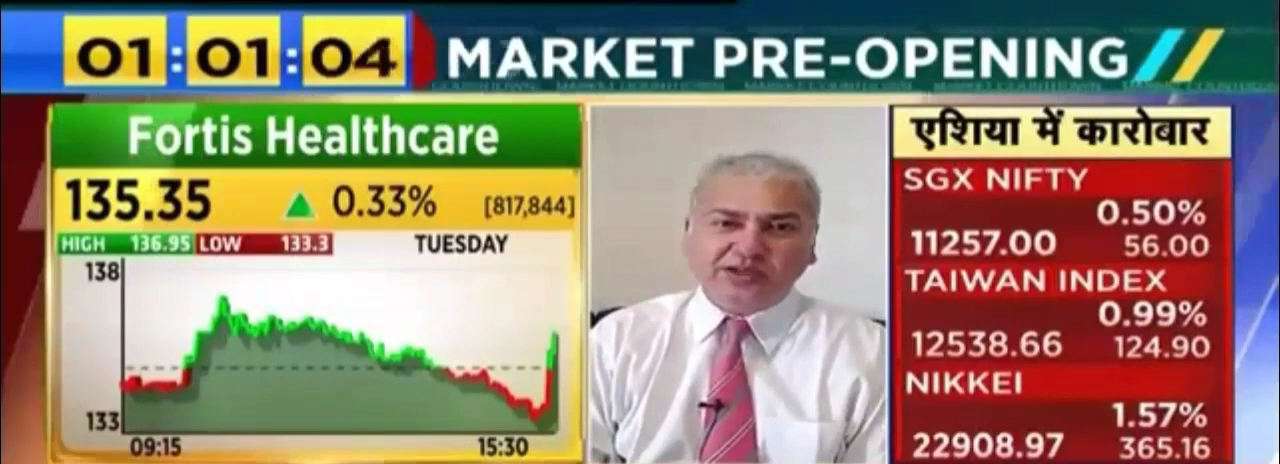 01:01:04 MARKET PRE-OPENING
Fortis Healthcare
135.35 0.33% [817,844]
HIGH 136.95 LOW 133.3 TUESDAY
138
133
09:15 15:30
एशिया में कारोबार
SGX NIFTY
0.50%
11257.00 56.00
TAIWAN INDEX
0.99%
12538.66 124.90
NIKKEI
1.57%
22908.97 365.16